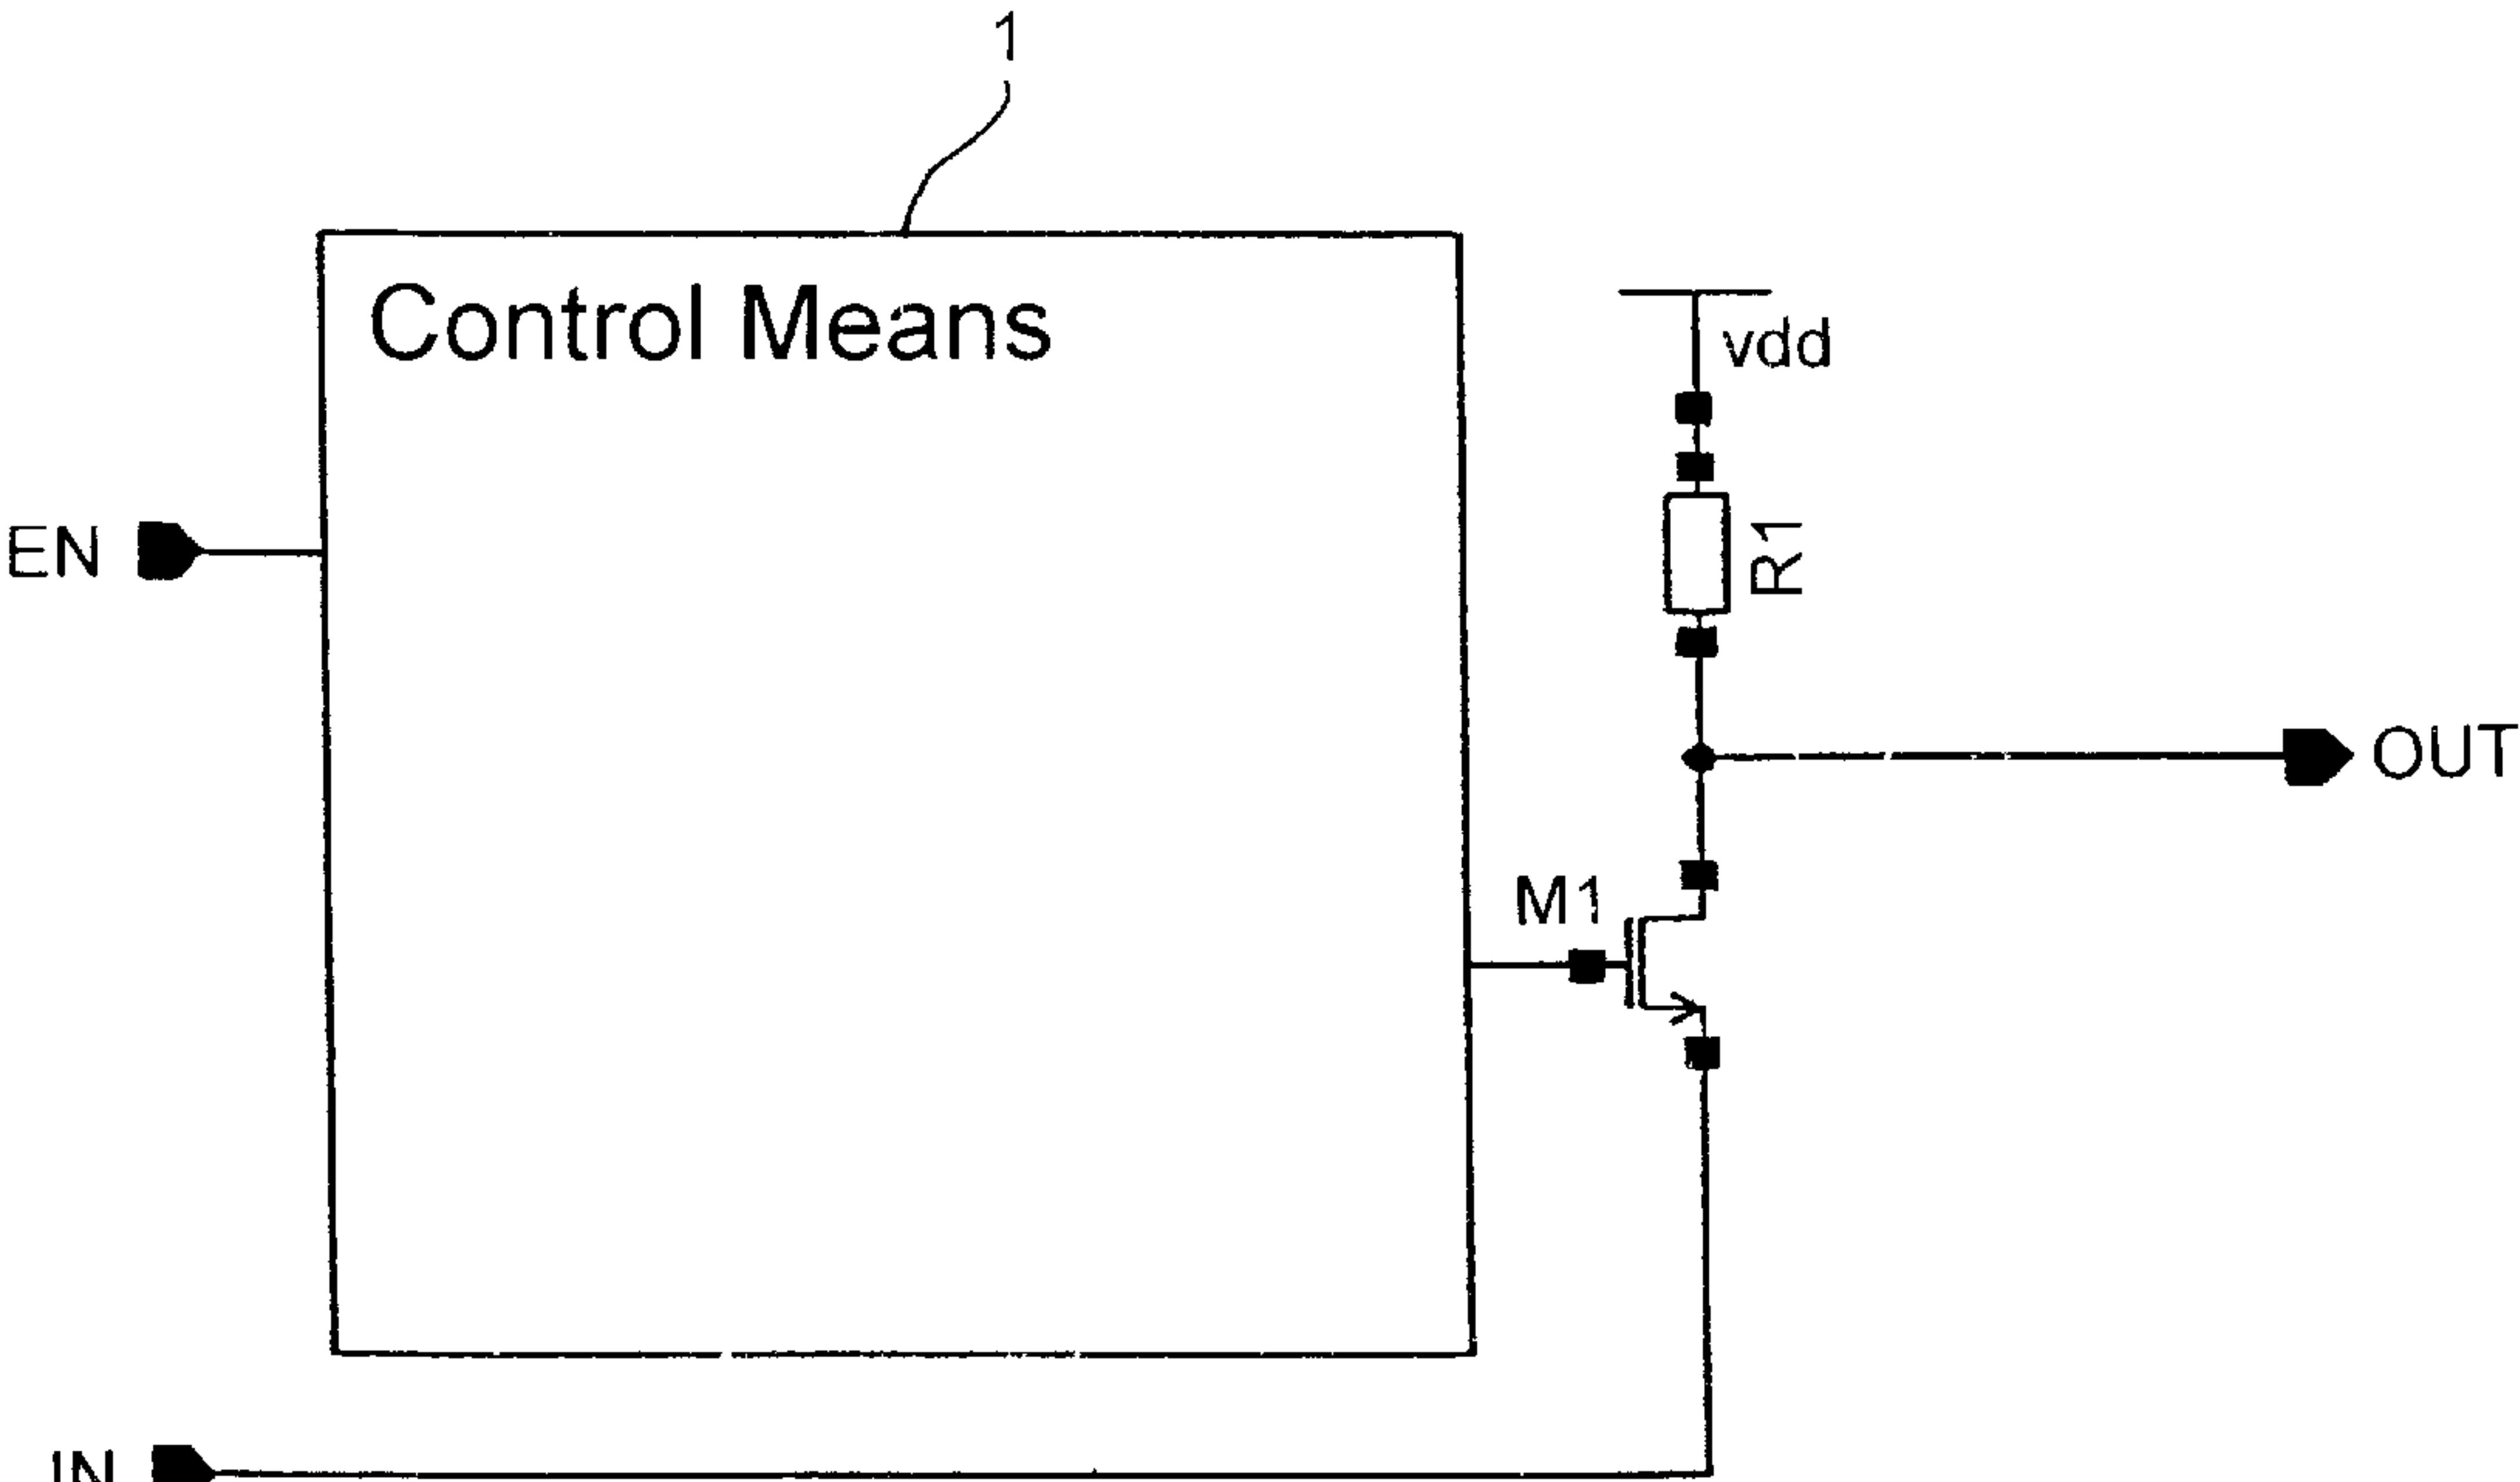 1
Control Means
vdd
EN
R1
OUT
M1
IN